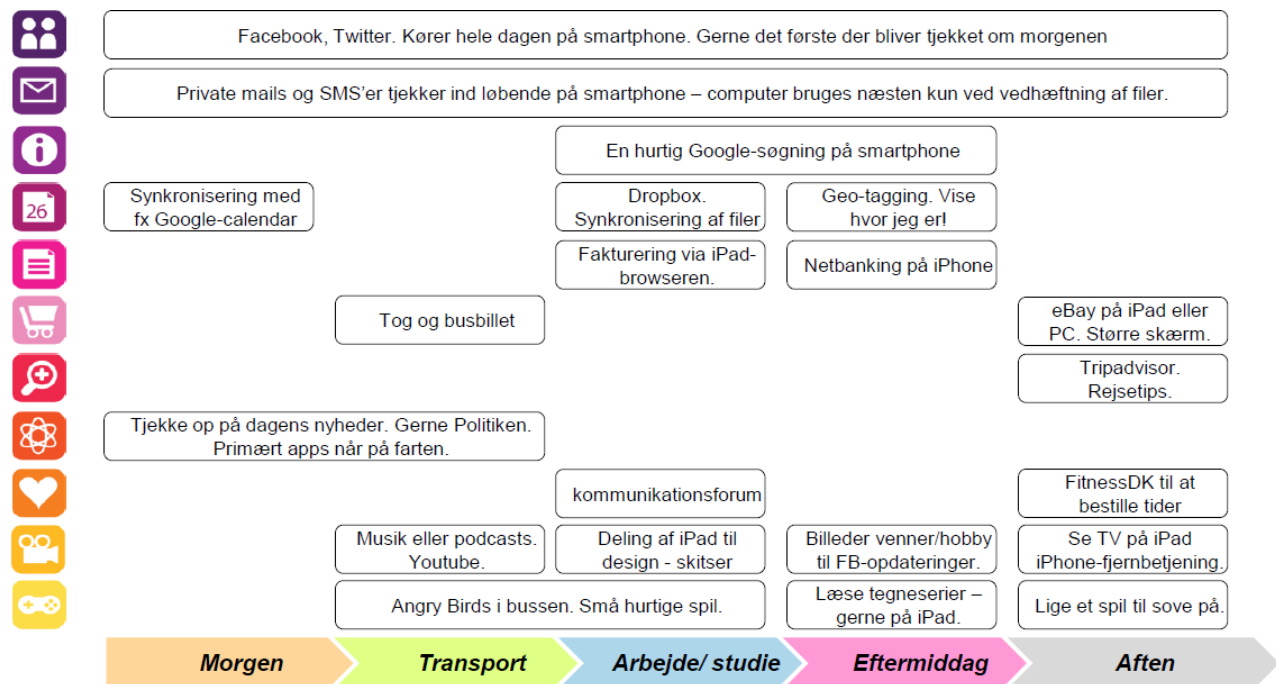 Facebook, Twitter. Kører hele dagen på smartphone. Gerne det første der bliver tjekket om morgenen
Private mails og SMS’er tjekker ind løbende på smartphone – computer bruges næsten kun ved vedhæftning af filer.
En hurtig Google-søgning på smartphone
26
Synkronisering med
fx Google-calendar
Dropbox.
Synkronisering af filer
Geo-tagging. Vise
hvor jeg er!
Fakturering via iPad-
browseren.
Netbanking på iPhone
Tog og busbillet
eBay på iPad eller
PC. Større skærm.
Tripadvisor.
Rejsetips.
Tjekke op på dagens nyheder. Gerne Politiken.
Primært apps når på farten.
kommunikationsforum
FitnessDK til at
bestille tider
Musik eller podcasts.
Youtube.
Deling af iPad til
design - skitser
Billeder venner/hobby
til FB-opdateringer.
Se TV på iPad
iPhone-fjernbetjening.
Angry Birds i bussen. Små hurtige spil.
Læse tegneserier –
gerne på iPad.
Lige et spil til sove på.
Morgen
Transport
Arbejde/ studie
Eftermiddag
Aften